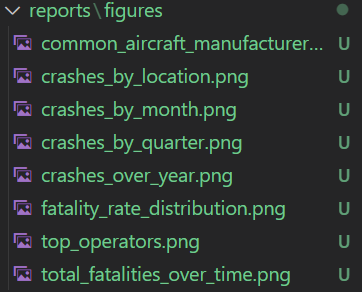 reports\figures
common_aircraft_manufacturer... U
crashes_by_location.png U
crashes_by_month.png U
crashes_by_quarter.png U
crashes_over_year.png U
fatality_rate_distribution.png U
top_operators.png U
total_fatalities_over_time.png U